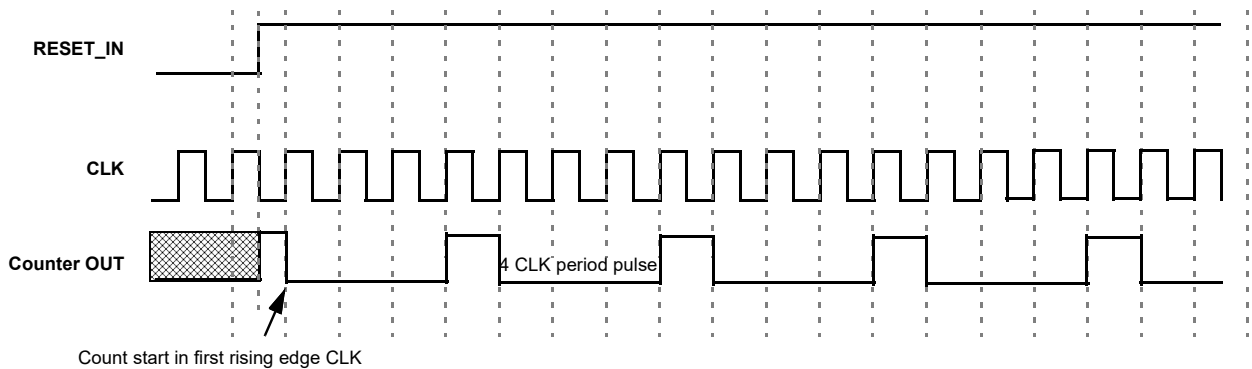 RESET_IN
CLK
Counter OUT
4 CLK period pulse
Count start in first rising edge CLK